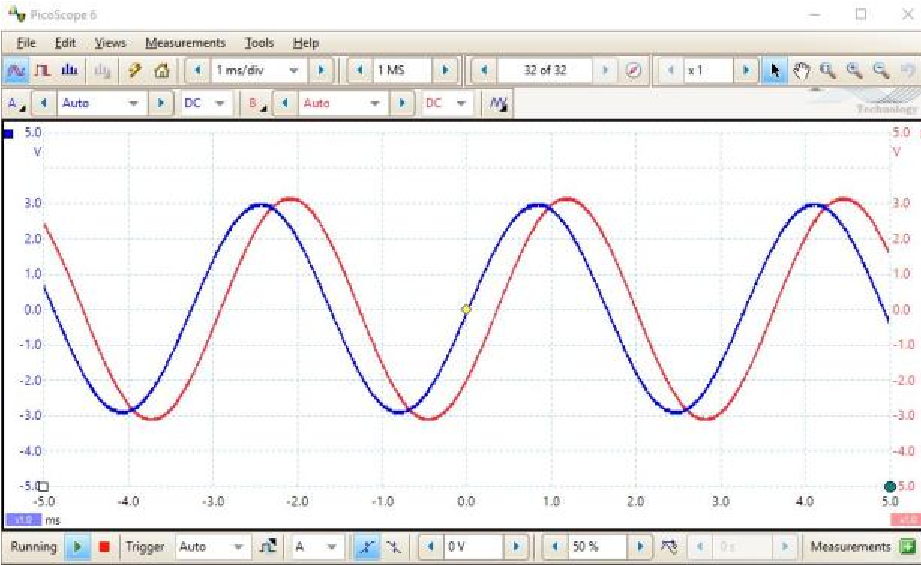 PicoScope 6
File Edit Views Measurements Tools Help
1 ms/div 1 MS 32 of 32 x 1
A Auto DC B Auto DC
Technology
5.0 5.0
V V
3.0 3.0
2.0 2.0
1.0 1.0
0.0 0.0
-1.0 -1.0
-2.0 -2.0
-3.0 -3.0
-4.0 -4.0
-5.0 -5.0
-5.0 -4.0 -3.0 -2.0 -1.0 0.0 1.0 2.0 3.0 4.0 5.0
x1.0 ms x1.0
Running Trigger Auto A 0 V 50 % 0 s Measurements